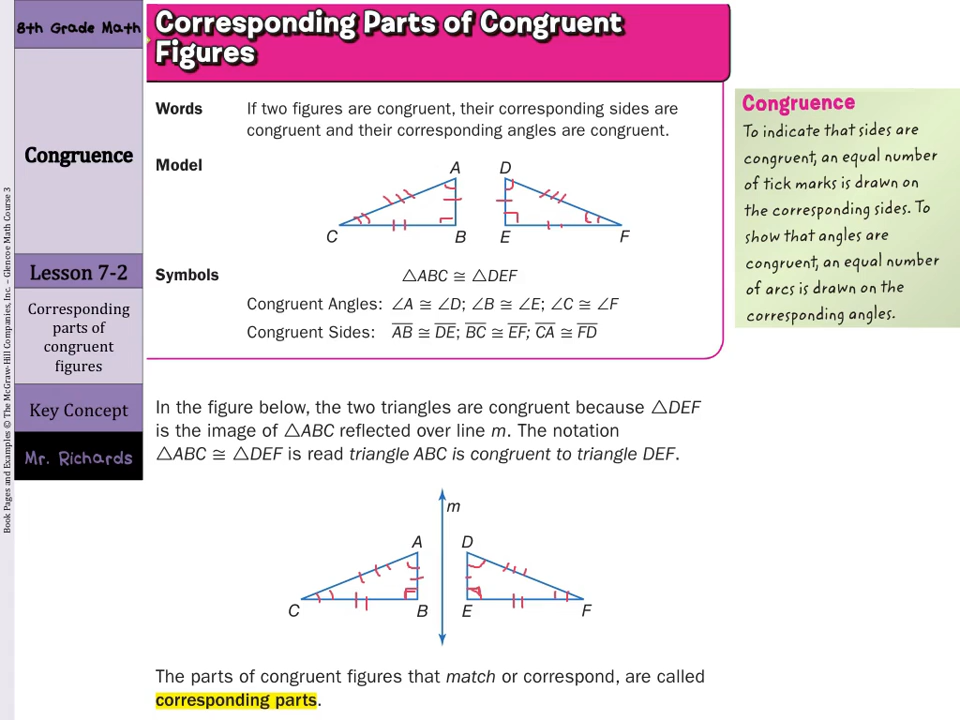 8th Grade Math
Congruence
Lesson 7-2
Corresponding
parts of
congruent
figures
Key Concept
Mr. Richards
Book Pages and Examples © The McGraw-Hill Companies, Inc. – Glencoe Math Course 3
Corresponding Parts of Congruent
Figures
Words If two figures are congruent, their corresponding sides are
congruent and their corresponding angles are congruent.
Model
A D
C B E F
Symbols △ABC ≅ △DEF
Congruent Angles: ∠A ≅ ∠D; ∠B ≅ ∠E; ∠C ≅ ∠F
Congruent Sides: A̅B̅ ≅ D̅E̅; B̅C̅ ≅ E̅F̅; C̅A̅ ≅ F̅D̅
Congruence
To indicate that sides are
congruent, an equal number
of tick marks is drawn on
the corresponding sides. To
show that angles are
congruent, an equal number
of arcs is drawn on the
corresponding angles.
In the figure below, the two triangles are congruent because △DEF
is the image of △ABC reflected over line m. The notation
△ABC ≅ △DEF is read triangle ABC is congruent to triangle DEF.
m
A D
C B E F
The parts of congruent figures that match or correspond, are called
corresponding parts.